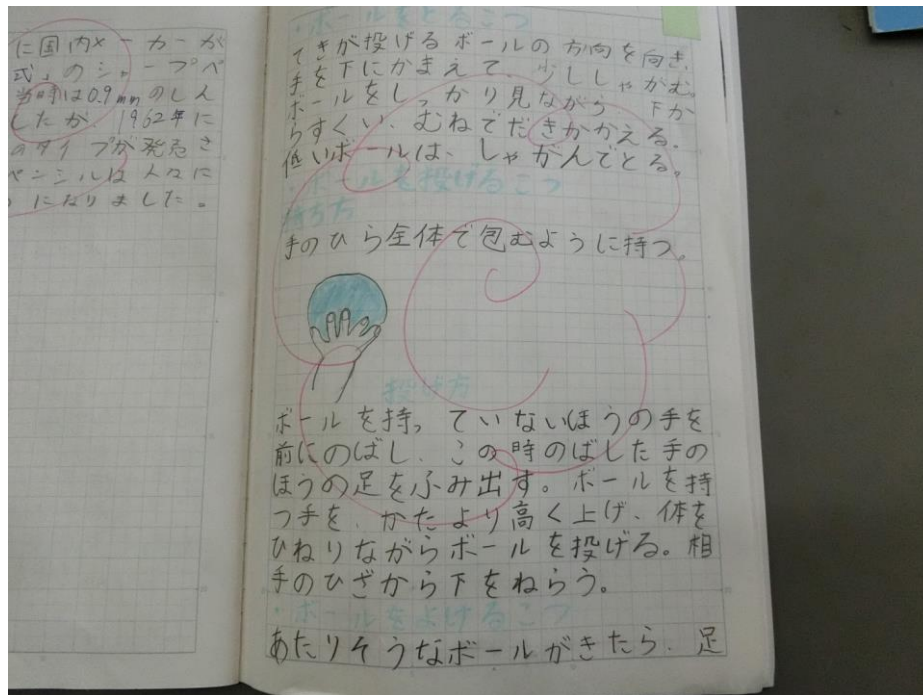 に国内メーカーが
式」のシャープペ
当時は0.9mmのしん
したが、1962年に
のタイプが発売さ
ペンシルは人々に
になりました。
・ボールをとるこつ
てきが投げるボールの方向を向き、
手を下にかまえて、少ししゃがむ。
ボールをしっかり見ながら、下か
らすくい、むねでだきかかえる。
低いボールは、しゃがんでとる。
・ボールを投げるこつ
持ち方
手のひら全体で包むように持つ。
投げ方
ボールを持っていないほうの手を
前にのばし、この時のばした手の
ほうの足をふみ出す。ボールを持
つ手を、かたより高く上げ、体を
ひねりながらボールを投げる。相
手のひざから下をねらう。
・ボールをよけるこつ
あたりそうなボールがきたら、足